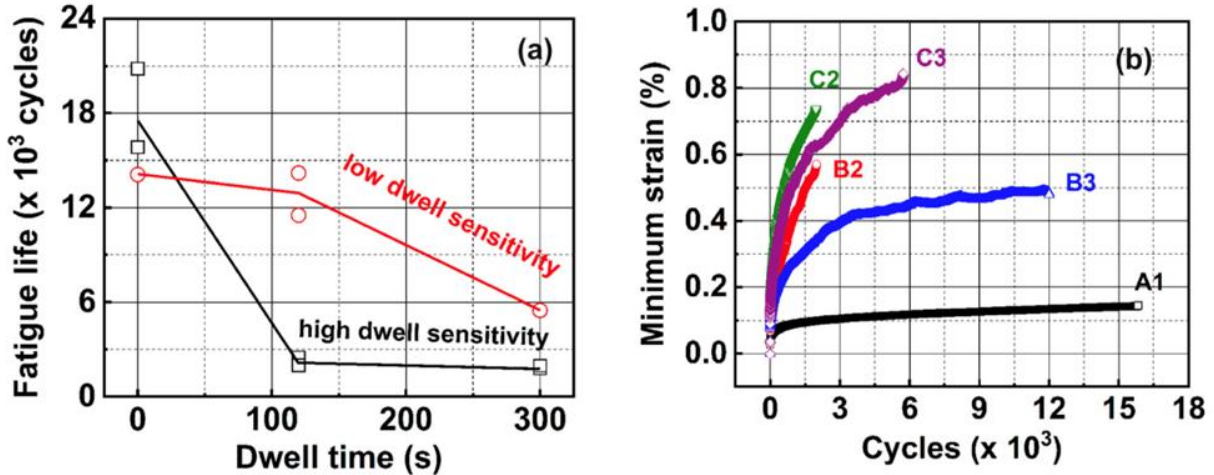 (a)
Fatigue life (x 10³ cycles)
24
18
12
6
0
low dwell sensitivity
high dwell sensitivity
0 100 200 300
Dwell time (s)
(b)
Minimum strain (%)
1.0
0.8
0.6
0.4
0.2
0.0
C2
C3
B2
B3
A1
0 3 6 9 12 15 18
Cycles (x 10³)